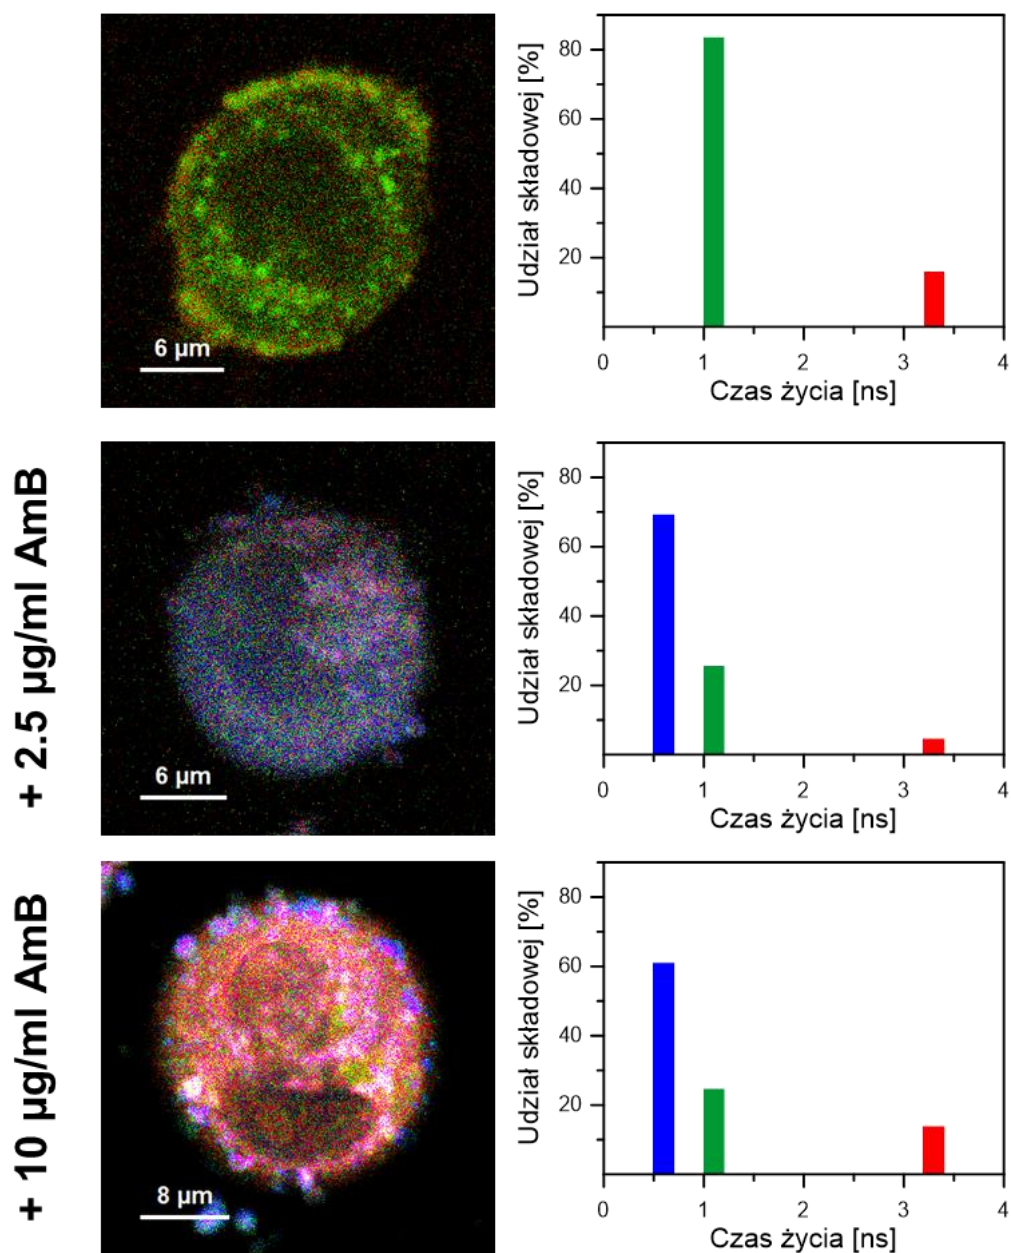 6 µm
Udział składowej [%]
80
60
40
20
0 1 2 3 4
Czas życia [ns]
+ 2.5 µg/ml AmB
6 µm
Udział składowej [%]
80
60
40
20
0 1 2 3 4
Czas życia [ns]
+ 10 µg/ml AmB
8 µm
Udział składowej [%]
80
60
40
20
0 1 2 3 4
Czas życia [ns]